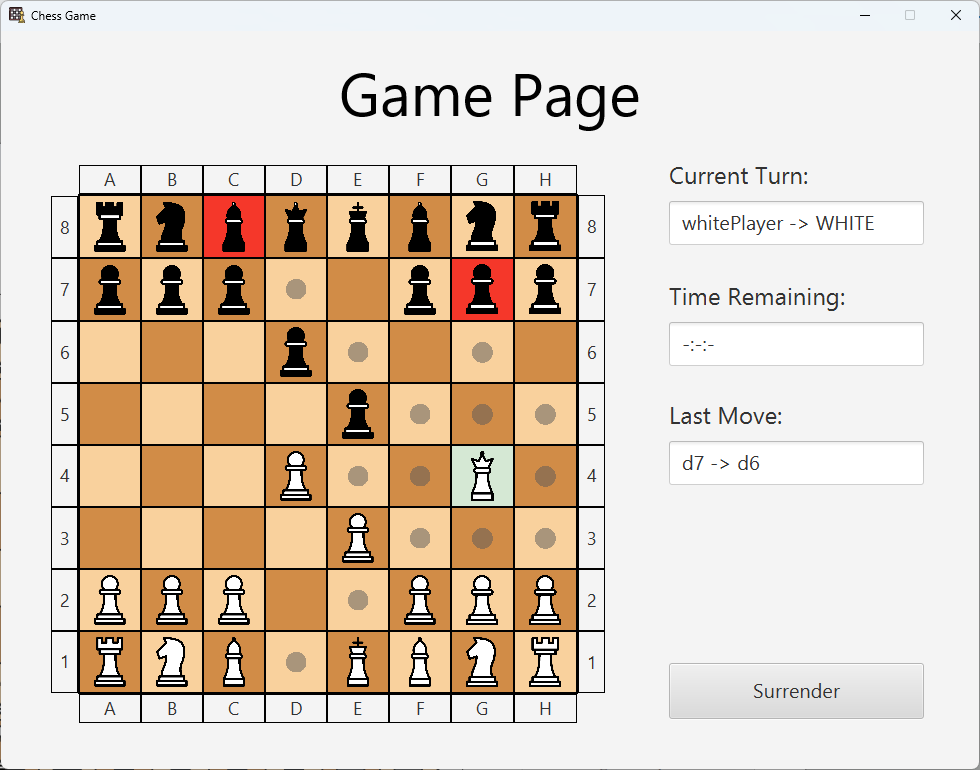 Chess Game
Game Page
A B C D E F G H
8 8
7 7
6 6
5 5
4 4
3 3
2 2
1 1
A B C D E F G H
Current Turn:
whitePlayer -> WHITE
Time Remaining:
-:-:-
Last Move:
d7 -> d6
Surrender